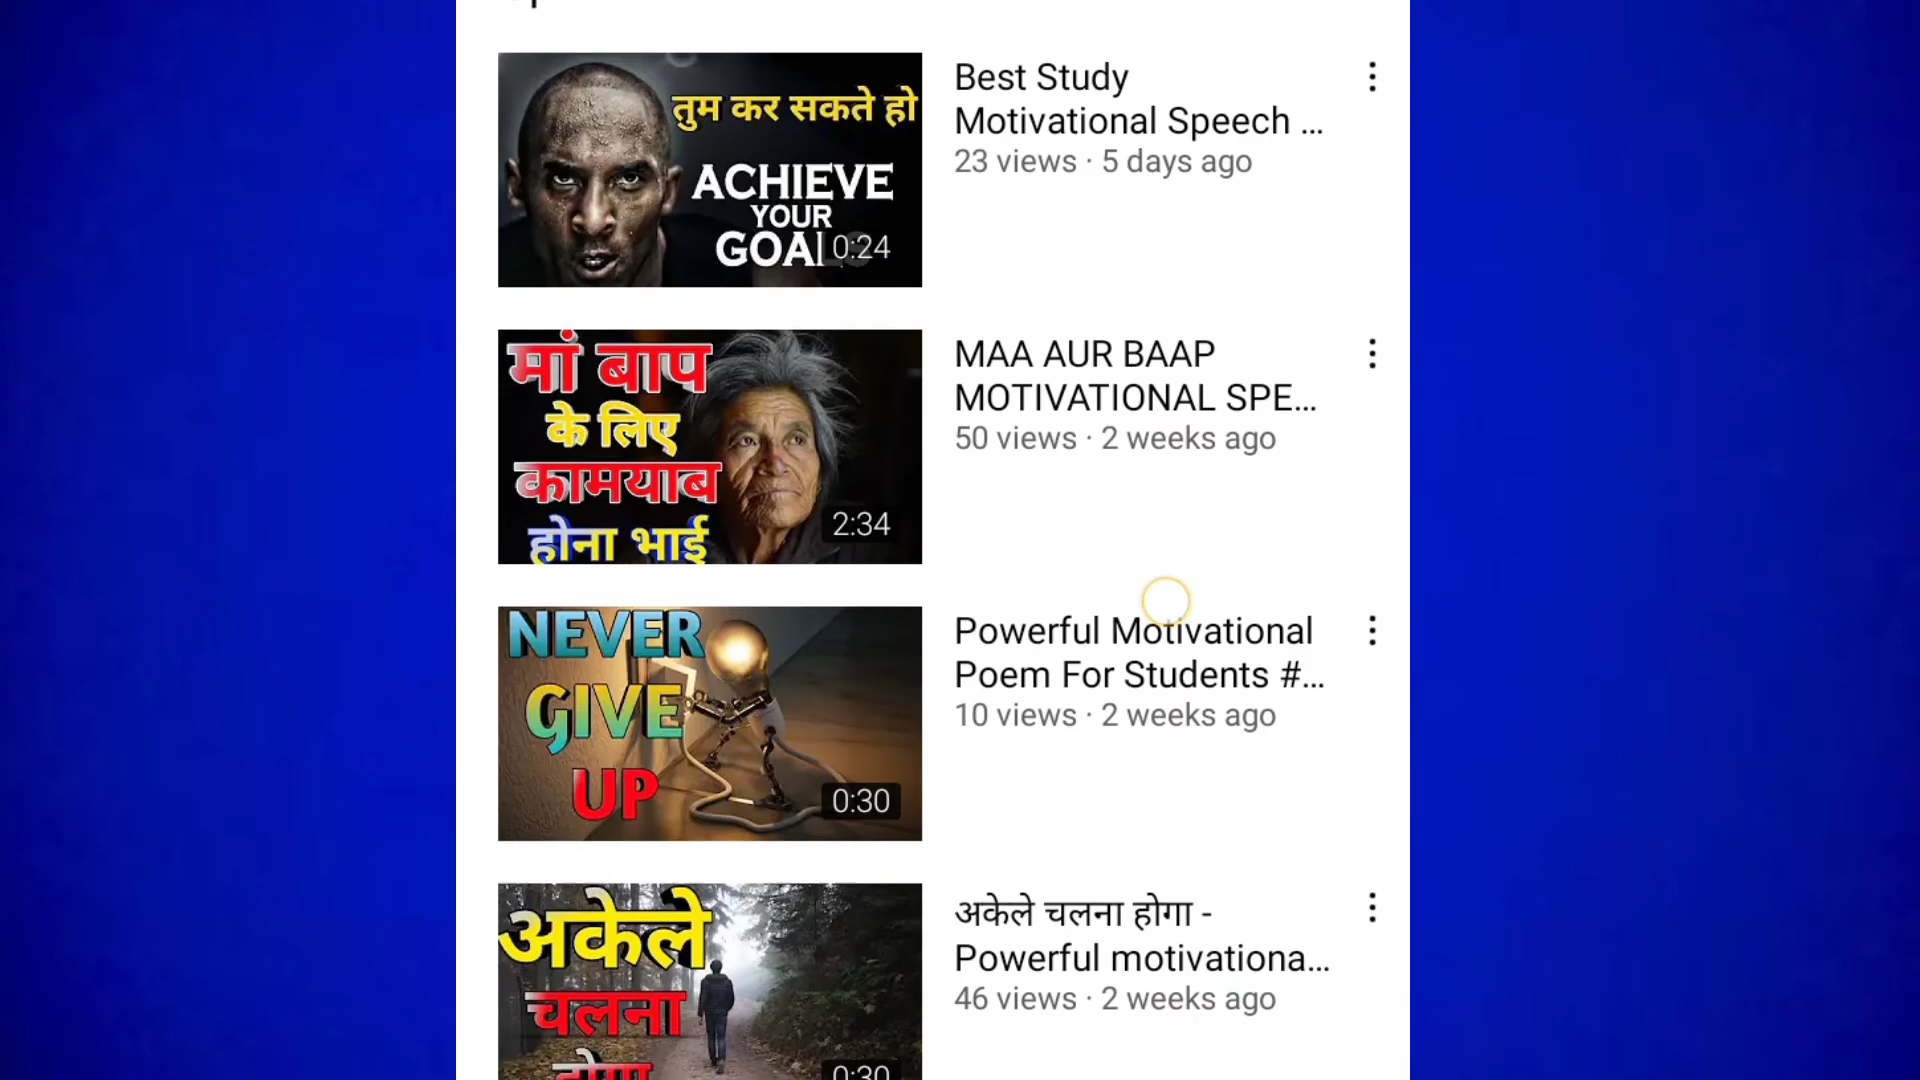 तुम कर सकते हो
ACHIEVE
YOUR
GOAL
0:24
Best Study
Motivational Speech ...
23 views · 5 days ago
मां बाप
के लिए
कामयाब
होना भाई
2:34
MAA AUR BAAP
MOTIVATIONAL SPE...
50 views · 2 weeks ago
NEVER
GIVE
UP
0:30
Powerful Motivational
Poem For Students #...
10 views · 2 weeks ago
अकेले
चलना
होगा
0:30
अकेले चलना होगा -
Powerful motivationa...
46 views · 2 weeks ago